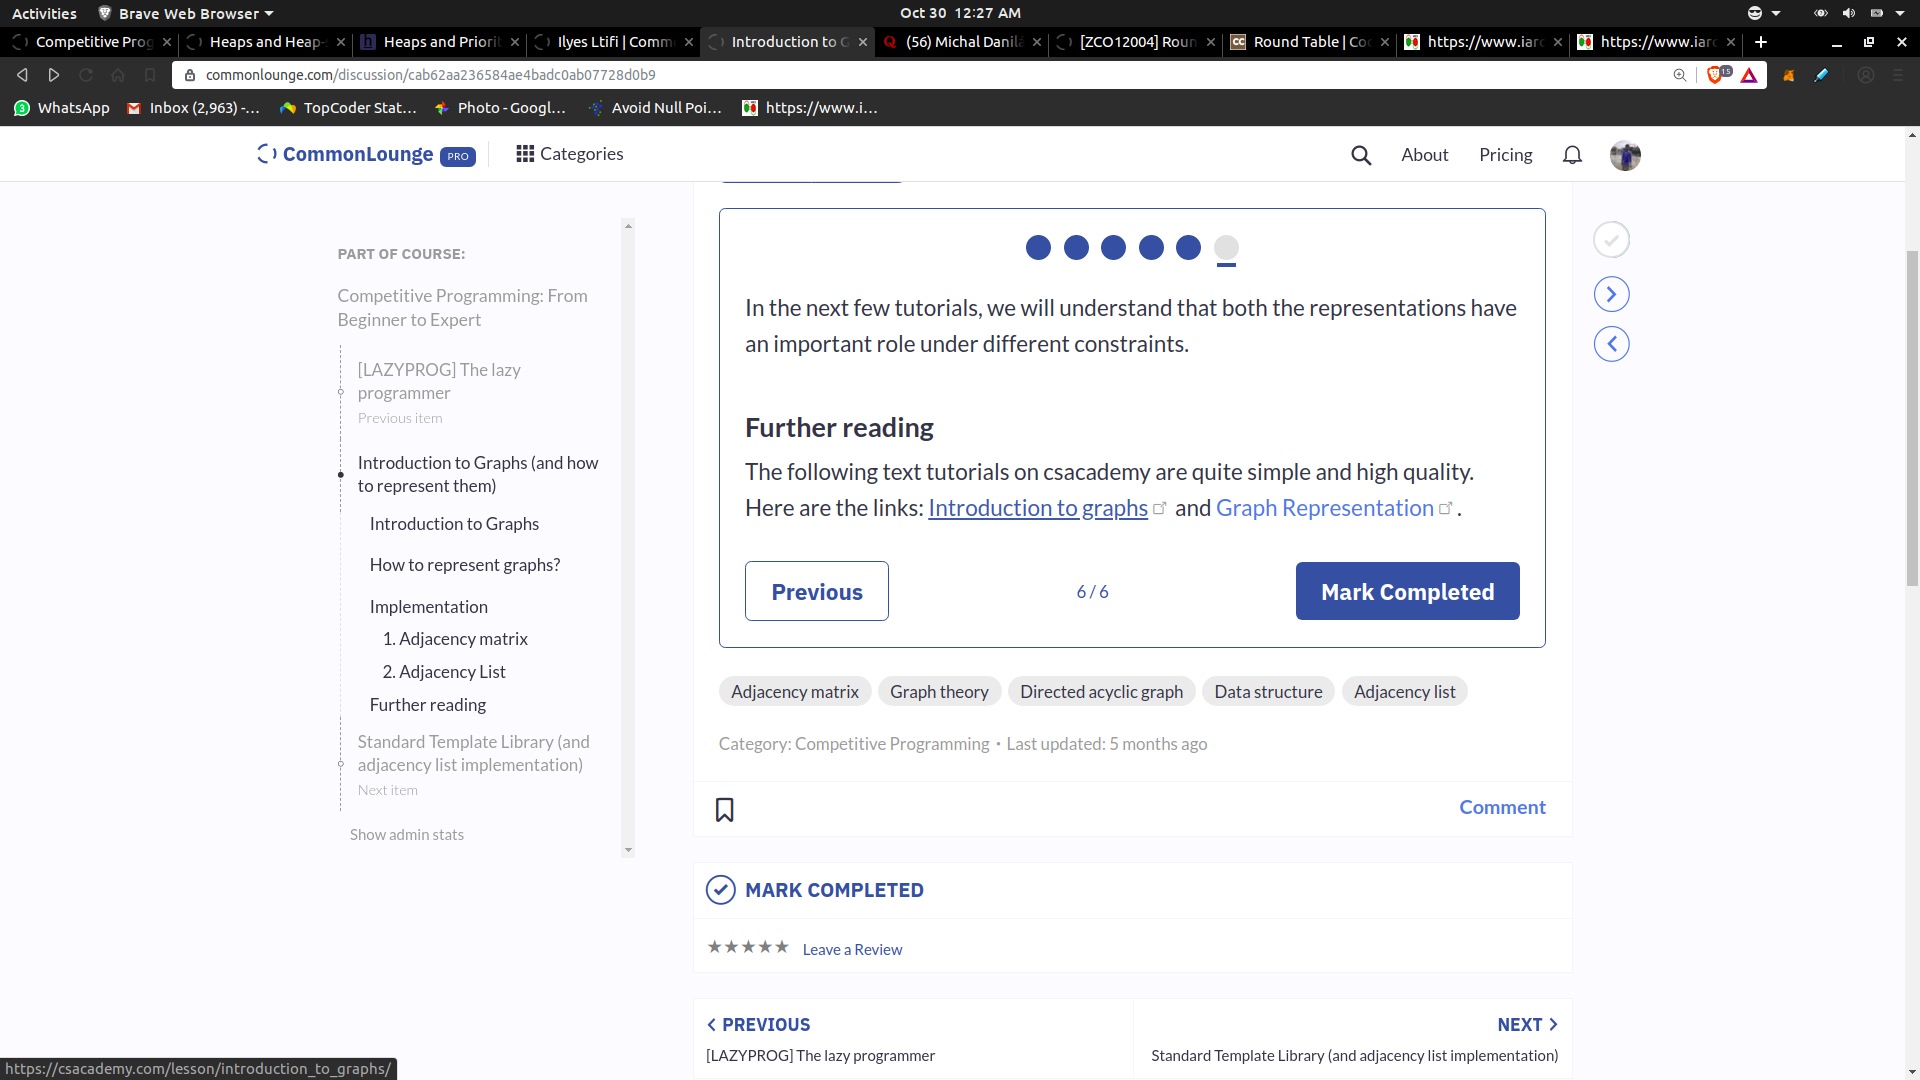 Activities Brave Web Browser Oct 30 12:27 AM
Competitive Prog Heaps and Heap- Heaps and Priorit Ilyes Ltifi | Comm Introduction to G (56) Michal Danilá [ZCO12004] Roun Round Table | Co https://www.iarc https://www.iarc
commonlounge.com/discussion/cab62aa236584ae4badc0ab07728d0b9 15
WhatsApp Inbox (2,963) -... TopCoder Stat... Photo - Googl... Avoid Null Poi... https://www.i...
CommonLounge PRO Categories About Pricing
PART OF COURSE:
Competitive Programming: From
Beginner to Expert
[LAZYPROG] The lazy
programmer
Previous item
Introduction to Graphs (and how
to represent them)
Introduction to Graphs
How to represent graphs?
Implementation
1. Adjacency matrix
2. Adjacency List
Further reading
Standard Template Library (and
adjacency list implementation)
Next item
Show admin stats
In the next few tutorials, we will understand that both the representations have
an important role under different constraints.
Further reading
The following text tutorials on csacademy are quite simple and high quality.
Here are the links: Introduction to graphs and Graph Representation .
Previous 6 / 6 Mark Completed
Adjacency matrix Graph theory Directed acyclic graph Data structure Adjacency list
Category: Competitive Programming • Last updated: 5 months ago
Comment
MARK COMPLETED
★★★★★ Leave a Review
PREVIOUS NEXT
[LAZYPROG] The lazy programmer Standard Template Library (and adjacency list implementation)
https://csacademy.com/lesson/introduction_to_graphs/